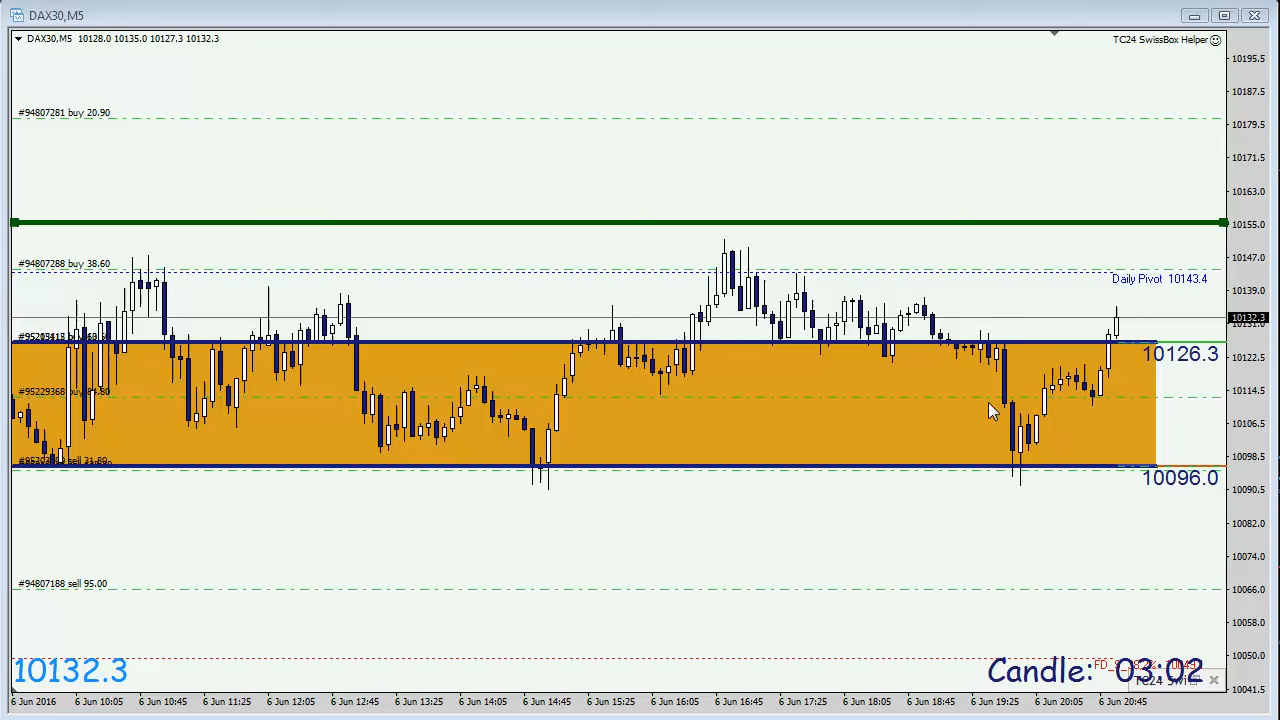 DAX30,M5
DAX30,M5 10128.0 10135.0 10127.3 10132.3
TC24 SwissBox Helper
10195.5
10187.5
#94807281 buy 20.90
10179.5
10171.5
10163.0
10155.0
#94807288 buy 38.60
10147.0
Daily Pivot 10143.4
10139.0
10132.3
10131.0
10126.3
10122.5
#95229368 buy 84.80
10114.5
10106.5
10098.5
10096.0
10090.5
10082.0
10074.0
#94807188 sell 95.00
10066.0
10058.0
10050.0
10132.3
Candle: 03:02
10041.5
6 Jun 2016 6 Jun 10:05 6 Jun 10:45 6 Jun 11:25 6 Jun 12:05 6 Jun 12:45 6 Jun 13:25 6 Jun 14:05 6 Jun 14:45 6 Jun 15:25 6 Jun 16:05 6 Jun 16:45 6 Jun 17:25 6 Jun 18:05 6 Jun 18:45 6 Jun 19:25 6 Jun 20:05 6 Jun 20:45